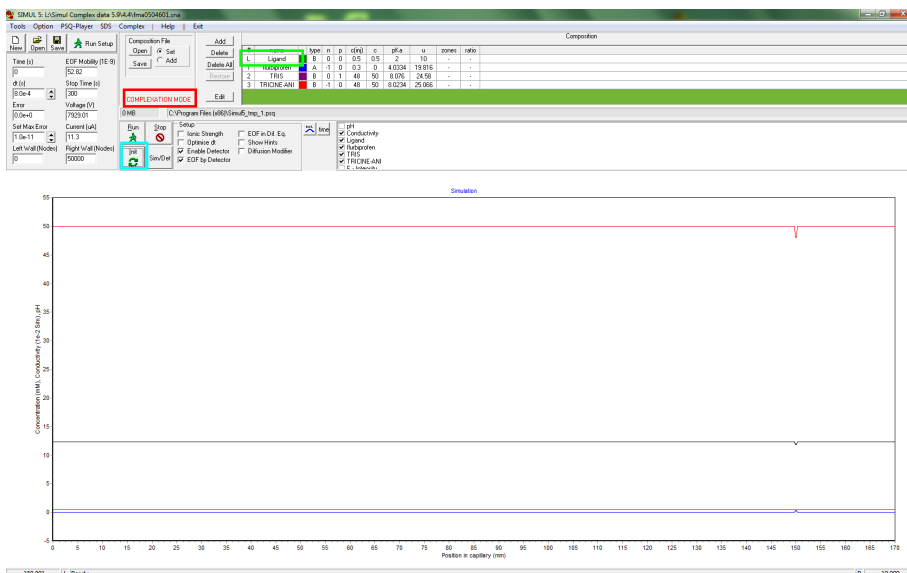 SIMUL 5: L:\Simul Complex data 5.9\4.4\fma0504601.sna
Tools Option PSQ-Player SDS Complex | Help || Exit
New Open Save Run Setup
Time (s) EOF Mobility (1E-9)
0 52.82
dt (s) Stop Time (s)
8.0e-4 300
Error Voltage (V)
0.0e+0 7929.01
Set Max Error Current (uA)
1.0e-11 11.3
Left Wall (Nodes) Right Wall (Nodes)
0 50000
Composition File
Open Set
Save Add
COMPLEXATION MODE
Add
Delete
Delete All
Restore
Edit
Composition
name type n p c(inj) c pKa u zones ratio
L Ligand B 0 0 0.5 0.5 2 10 - -
1 flurbiprofen A -1 0 0.3 0 4.0334 19.816 - -
2 TRIS B 0 1 48 50 8.076 24.58 - -
3 TRICINE-ANI B -1 0 48 50 8.0234 25.066 - -
0 MB C:\Program Files (x86)\Simul5_tmp_1.psq
Run Stop
Init Sim/Det
Setup
Ionic Strength EOF in Dil. Eq.
Optimise dt Show Hints
Enable Detector Diffusion Modifier
EOF by Detector
time
pH
Conductivity
Ligand
flurbiprofen
TRIS
TRICINE-ANI
E - Intensity
Simulation
Concentration (mM), Conductivity (1e-2 S/m), pH
55
50
45
40
35
30
25
20
15
10
5
0
-5
0 5 10 15 20 25 30 35 40 45 50 55 60 65 70 75 80 85 90 95 100 105 110 115 120 125 130 135 140 145 150 155 160 165 170
Position in capillary (mm)